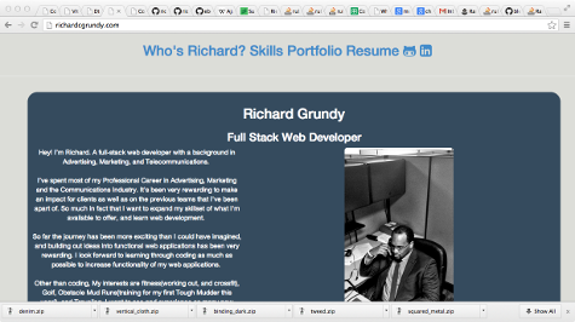 richardcgrundy.com
Who's Richard? Skills Portfolio Resume
Richard Grundy
Full Stack Web Developer
Hey! I'm Richard. A full-stack web developer with a background in
Advertising, Marketing, and Telecommunications.
I've spent most of my Professional Career in Advertising, Marketing
and the Communications Industry. It's been very rewarding to make
an impact for clients as well as on the previous teams that I've been
apart of. So much in fact that I want to expand my skillset of what I'm
available to offer, and learn web development.
So far the journey has been more exciting than I could have imagined,
and building out ideas into functional web applications has been very
rewarding. I look forward to learning through coding as much as
possible to increase functionality of my web applications.
Other than coding, My interests are fitness(working out, and crossfit),
Golf, Obstacle Mud Runs(training for my first Tough Mudder this
denim.zip
vertical_cloth.zip
binding_dark.zip
tweed.zip
squared_metal.zip
Show All